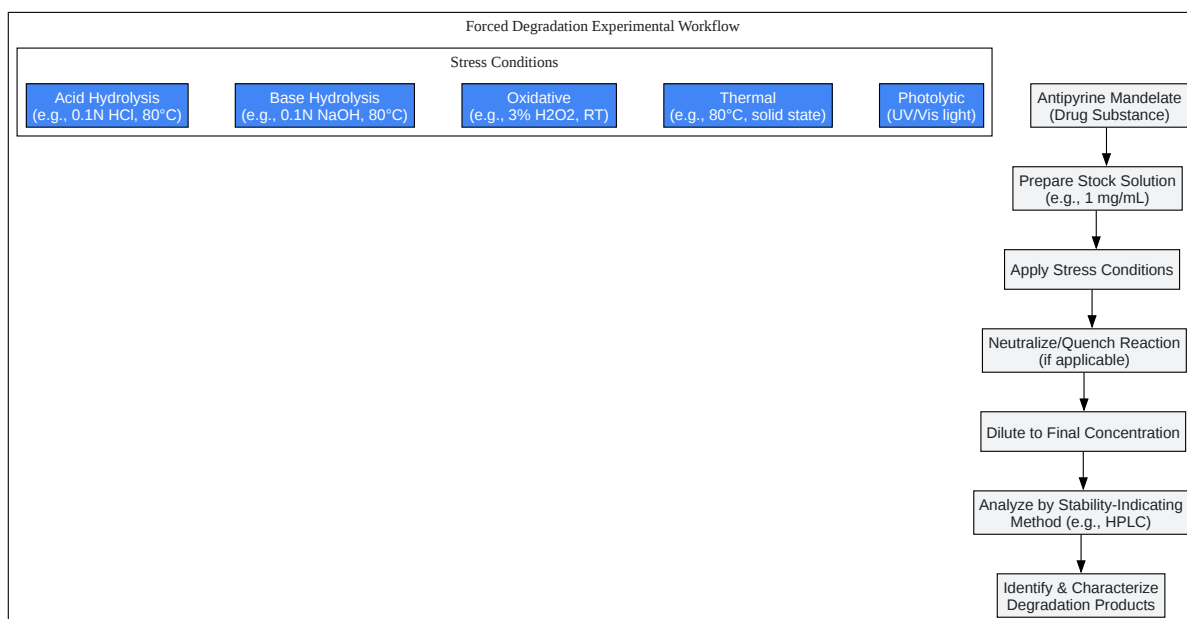 Forced Degradation Experimental Workflow
Stress Conditions
Acid Hydrolysis
(e.g., 0.1N HCl, 80°C)
Base Hydrolysis
(e.g., 0.1N NaOH, 80°C)
Oxidative
(e.g., 3% H2O2, RT)
Thermal
(e.g., 80°C, solid state)
Photolytic
(UV/Vis light)
Antipyrine Mandelate
(Drug Substance)
Prepare Stock Solution
(e.g., 1 mg/mL)
Apply Stress Conditions
Neutralize/Quench Reaction
(if applicable)
Dilute to Final Concentration
Analyze by Stability-Indicating
Method (e.g., HPLC)
Identify & Characterize
Degradation Products